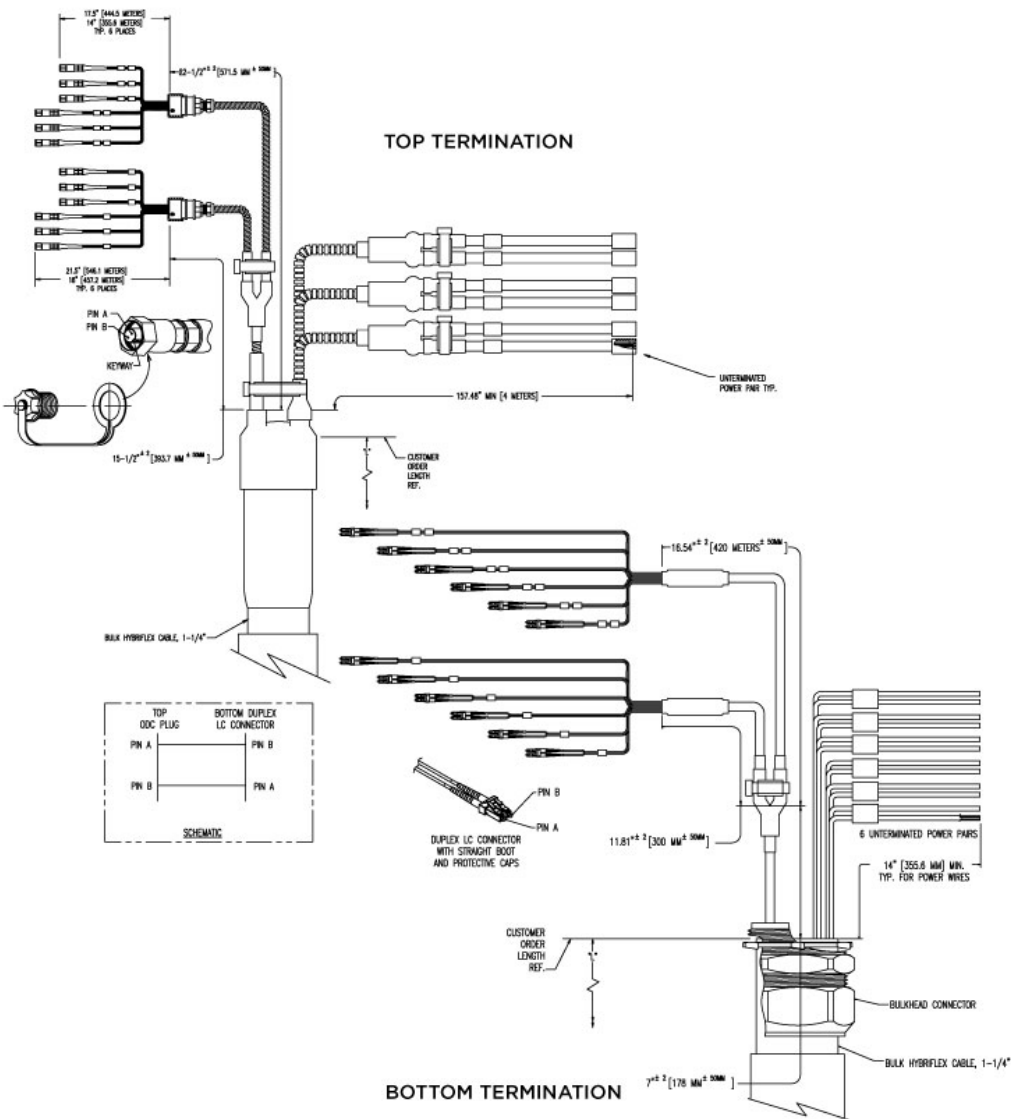 17.5" [444.5 METERS]
14" [355.6 METERS]
TYP. 6 PLACES
22-1/2"± 2 [571.5 MM ± 50MM]
TOP TERMINATION
21.5" [546.1 METERS]
18" [457.2 METERS]
TYP. 6 PLACES
PIN A
PIN B
KEYWAY
UNTERMINATED
POWER PAIR TYP.
157.48" MIN [4 METERS]
15-1/2"± 2 [393.7 MM ± 50MM]
CUSTOMER
ORDER
LENGTH
REF.
16.54"± 2 [420 METERS± 50MM]
BULK HYBRIFLEX CABLE, 1-1/4"
TOP
ODC PLUG
BOTTOM DUPLEX
LC CONNECTOR
PIN A
PIN B
PIN B
PIN A
SCHEMATIC
PIN B
PIN A
DUPLEX LC CONNECTOR
WITH STRAIGHT BOOT
AND PROTECTIVE CAPS
11.81"± 2 [300 MM± 50MM]
6 UNTERMINATED POWER PAIRS
14" [355.6 MM] MIN.
TYP. FOR POWER WIRES
CUSTOMER
ORDER
LENGTH
REF.
BULKHEAD CONNECTOR
BULK HYBRIFLEX CABLE, 1-1/4"
7"± 2 [178 MM± 50MM]
BOTTOM TERMINATION